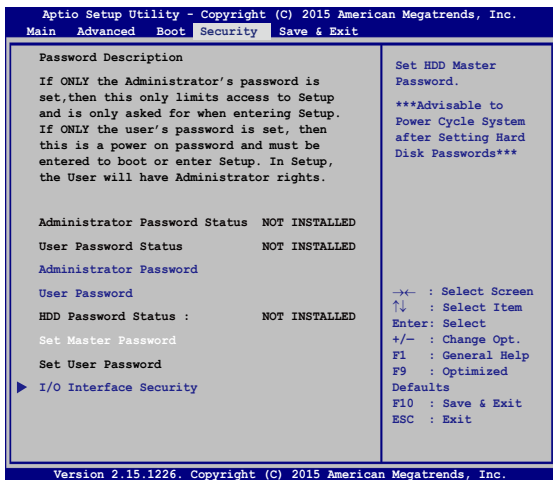 Aptio Setup Utility - Copyright (C) 2015 American Megatrends, Inc.
Main Advanced Boot Security Save & Exit
Password Description
If ONLY the Administrator's password is
set,then this only limits access to Setup
and is only asked for when entering Setup.
If ONLY the user's password is set, then
this is a power on password and must be
entered to boot or enter Setup. In Setup,
the User will have Administrator rights.
Administrator Password Status NOT INSTALLED
User Password Status NOT INSTALLED
Administrator Password
User Password
HDD Password Status : NOT INSTALLED
Set Master Password
Set User Password
I/O Interface Security
Set HDD Master
Password.
***Advisable to
Power Cycle System
after Setting Hard
Disk Passwords***
→← : Select Screen
↑↓ : Select Item
Enter: Select
+/— : Change Opt.
F1 : General Help
F9 : Optimized
Defaults
F10 : Save & Exit
ESC : Exit
Version 2.15.1226. Copyright (C) 2015 American Megatrends, Inc.